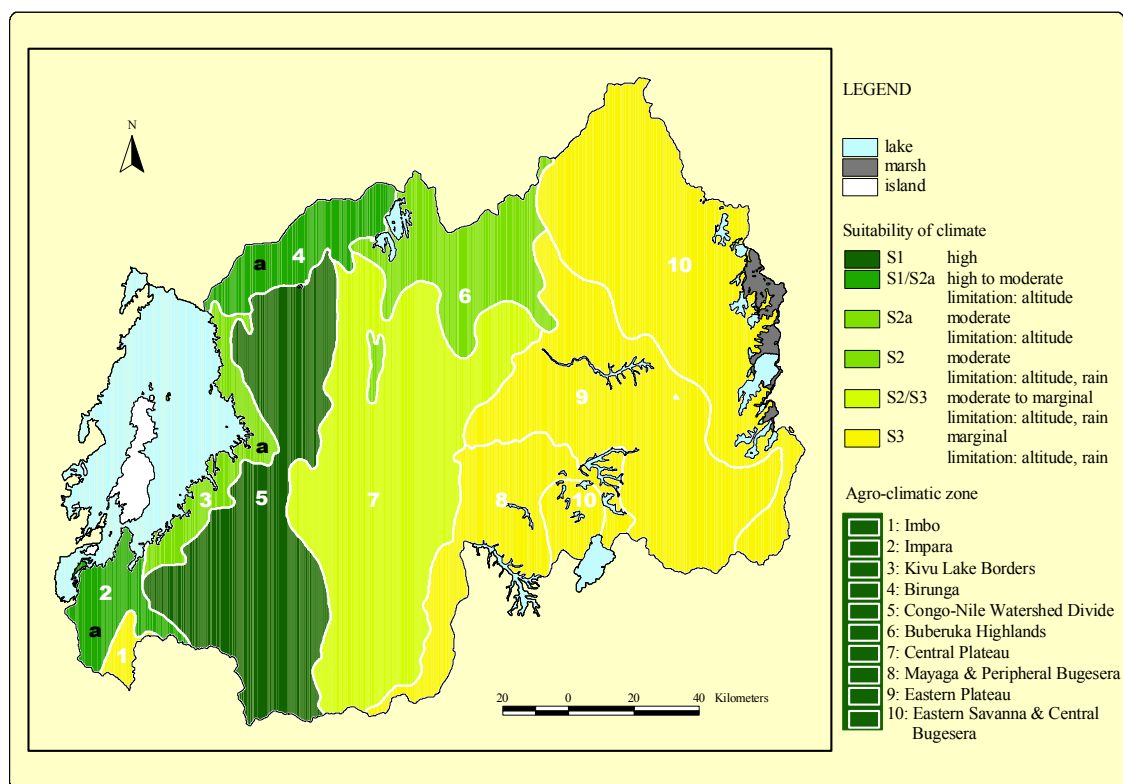 LEGEND
lake
marsh
island
Suitability of climate
S1 high
S1/S2a high to moderate
limitation: altitude
S2a moderate
limitation: altitude
S2 moderate
limitation: altitude, rain
S2/S3 moderate to marginal
limitation: altitude, rain
S3 marginal
limitation: altitude, rain
Agro-climatic zone
1: Imbo
2: Impara
3: Kivu Lake Borders
4: Birunga
5: Congo-Nile Watershed Divide
6: Buberuka Highlands
7: Central Plateau
8: Mayaga & Peripheral Bugesera
9: Eastern Plateau
10: Eastern Savanna & Central
Bugesera
N
10
a 4
6
9
a
3 5 7 8 10
2
a
1
20 0 20 40 Kilometers